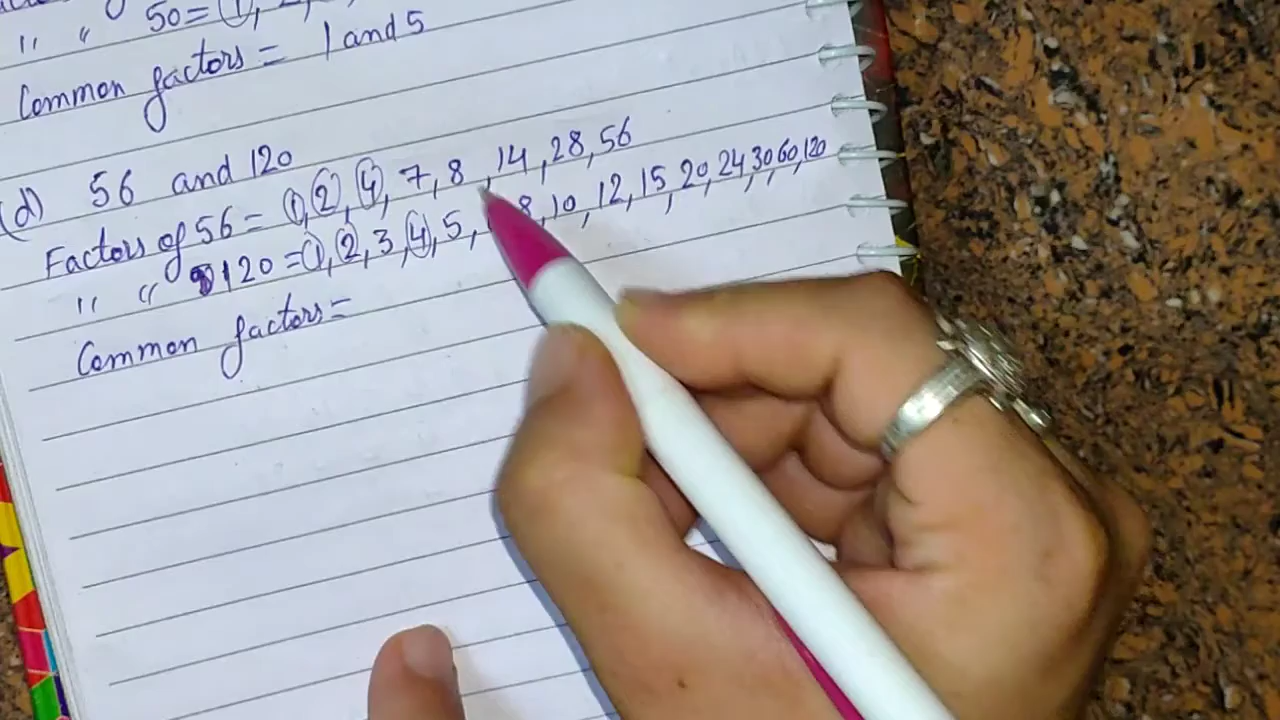 " " 50 = 1,
Common factors = 1 and 5
(d) 56 and 120
Factors of 56 = 1, 2, 4, 7, 8, 14, 28, 56
" " 120 = 1, 2, 3, 4, 5, 8, 10, 12, 15, 20, 24, 30, 60, 120
Common factors =